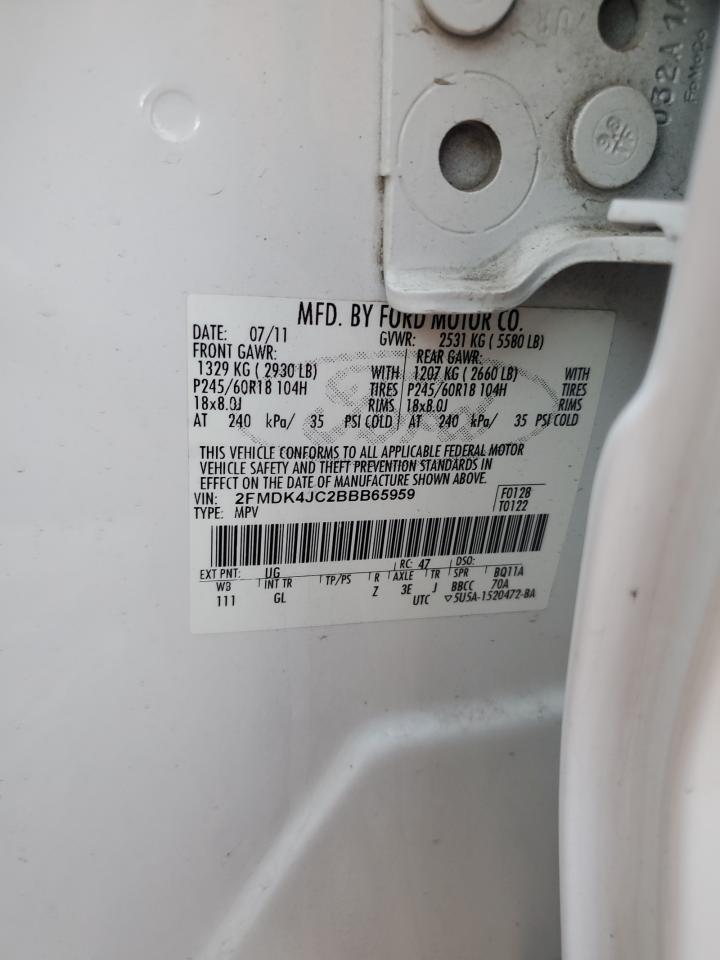 032A 1A
FoMoCo
MFD. BY FORD MOTOR CO.
DATE: 07/11 GVWR: 2531 KG ( 5580 LB)
FRONT GAWR: REAR GAWR:
1329 KG ( 2930 LB) WITH 1207 KG ( 2660 LB) WITH
P245/60R18 104H TIRES P245/60R18 104H TIRES
18x8.0J RIMS 18x8.0J RIMS
AT 240 kPa/ 35 PSI COLD AT 240 kPa/ 35 PSI COLD
THIS VEHICLE CONFORMS TO ALL APPLICABLE FEDERAL MOTOR
VEHICLE SAFETY AND THEFT PREVENTION STANDARDS IN
EFFECT ON THE DATE OF MANUFACTURE SHOWN ABOVE.
VIN: 2FMDK4JC2BBB65959 F0128
TYPE: MPV T0122
EXT PNT: UG RC: 47 DSO:
WB INT TR TP/PS R AXLE TR SPR BQ11A
111 GL Z 3E J BBCC 70A
UTC ▽5U5A-1520472-BA